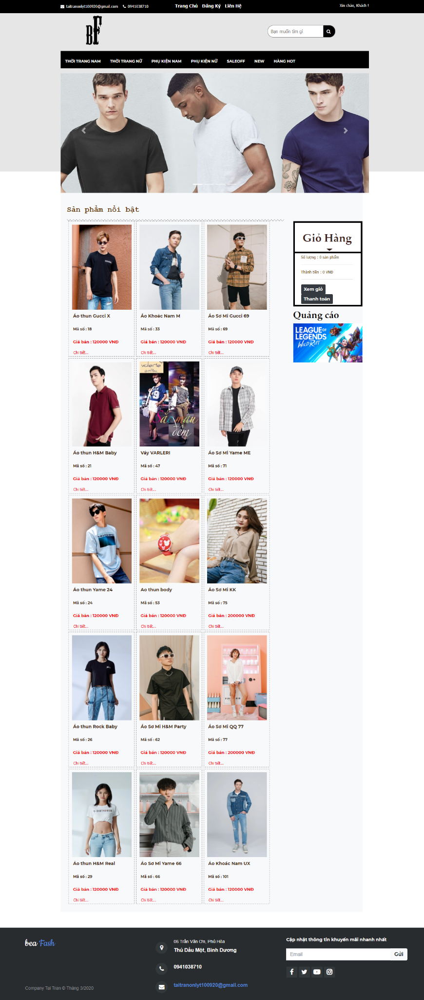 taitranonlyt100920@gmail.com 0941038710 Trang Chủ Đăng Ký Liên Hệ Xin chào, Khách !
BF
Bạn muốn tìm gì
THỜI TRANG NAM THỜI TRANG NỮ PHỤ KIỆN NAM PHỤ KIỆN NỮ SALEOFF NEW HÀNG HOT
Sản phẩm nổi bật
Giỏ Hàng
Số lượng : 0 sản phẩm
Thành tiền : 0 VNĐ
Xem giỏ
Thanh toán
Quảng cáo
LEAGUE OF
LEGENDS
WILD RIFT
Áo thun Gucci X Áo Khoác Nam M Áo Sơ Mi Gucci 69
Mã số : 18 Mã số : 33 Mã số : 69
Giá bán : 120000 VNĐ Giá bán : 120000 VNĐ Giá bán : 120000 VNĐ
Chi tiết... Chi tiết... Chi tiết...
valerie
Sắc màu
đêm
Áo thun H&M Baby Váy VARLERI Áo Sơ Mi Yame ME
Mã số : 21 Mã số : 47 Mã số : 71
Giá bán : 120000 VNĐ Giá bán : 120000 VNĐ Giá bán : 120000 VNĐ
Chi tiết... Chi tiết... Chi tiết...
Áo thun Yame 24 Ao thun body Áo Sơ Mi KK
Mã số : 24 Mã số : 53 Mã số : 75
Giá bán : 120000 VNĐ Giá bán : 120000 VNĐ Giá bán : 200000 VNĐ
Chi tiết... Chi tiết... Chi tiết...
Áo thun Rock Baby Áo Sơ Mi H&M Party Áo Sơ Mi QQ 77
Mã số : 26 Mã số : 62 Mã số : 77
Giá bán : 120000 VNĐ Giá bán : 120000 VNĐ Giá bán : 200000 VNĐ
Chi tiết... Chi tiết... Chi tiết...
Áo thun H&M Real Áo Sơ Mi Yame 66 Áo Khoác Nam UX
Mã số : 29 Mã số : 66 Mã số : 101
Giá bán : 120000 VNĐ Giá bán : 120000 VNĐ Giá bán : 120000 VNĐ
Chi tiết... Chi tiết... Chi tiết...
bea Fash
Company Tai Tran © Tháng 3/2020
06 Trần Văn Ơn, Phú Hòa
Thủ Dầu Một, Bình Dương
0941038710
taitranonlyt100920@gmail.com
Cập nhật thông tin khuyến mãi nhanh nhất
Email Gửi